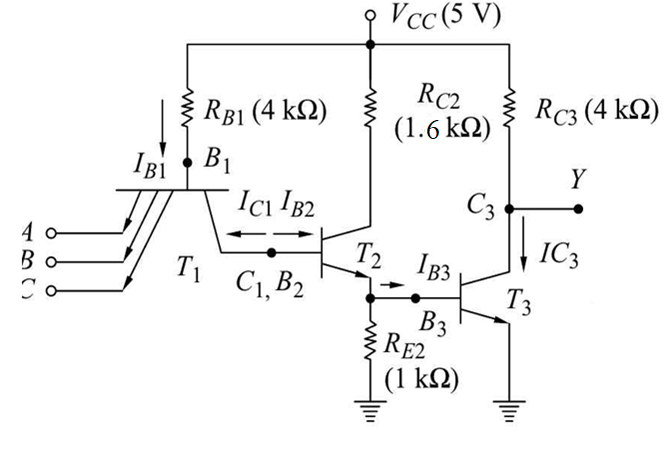 VCC (5 V)
RB1 (4 kΩ)
RC2
(1.6 kΩ)
RC3 (4 kΩ)
IB1
B1
Y
IC1 IB2
C3
A
B
C
T1
C1, B2
T2
IB3
IC3
B3
T3
RE2
(1 kΩ)